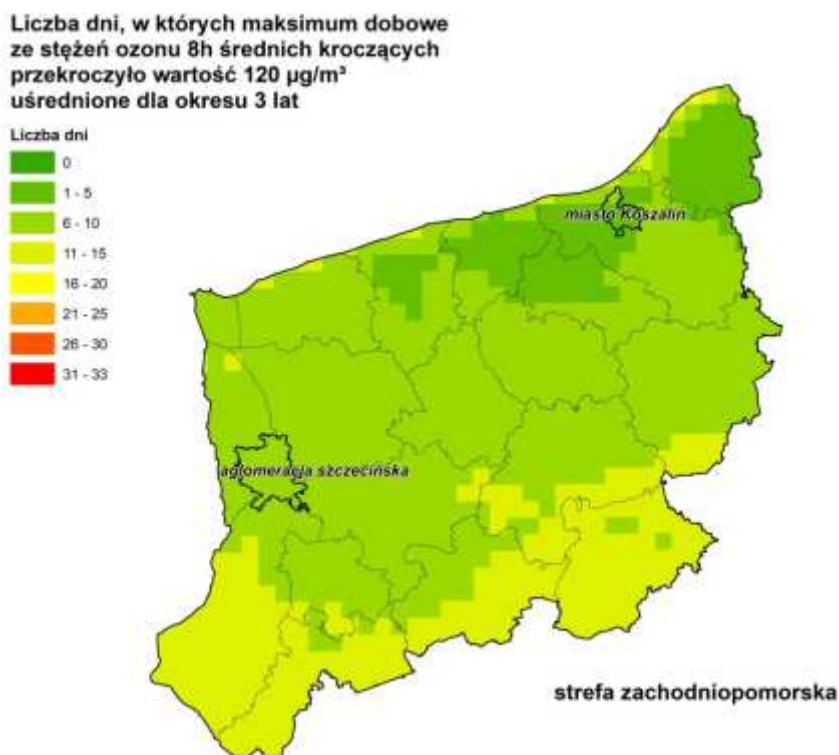 Liczba dni, w których maksimum dobowe
ze stężeń ozonu 8h średnich kroczących
przekroczyło wartość 120 µg/m³
uśrednione dla okresu 3 lat
Liczba dni
0
1 - 5
6 - 10
11 - 15
16 - 20
21 - 25
26 - 30
31 - 33
miasto Koszalin
aglomeracja szczecińska
strefa zachodniopomorska